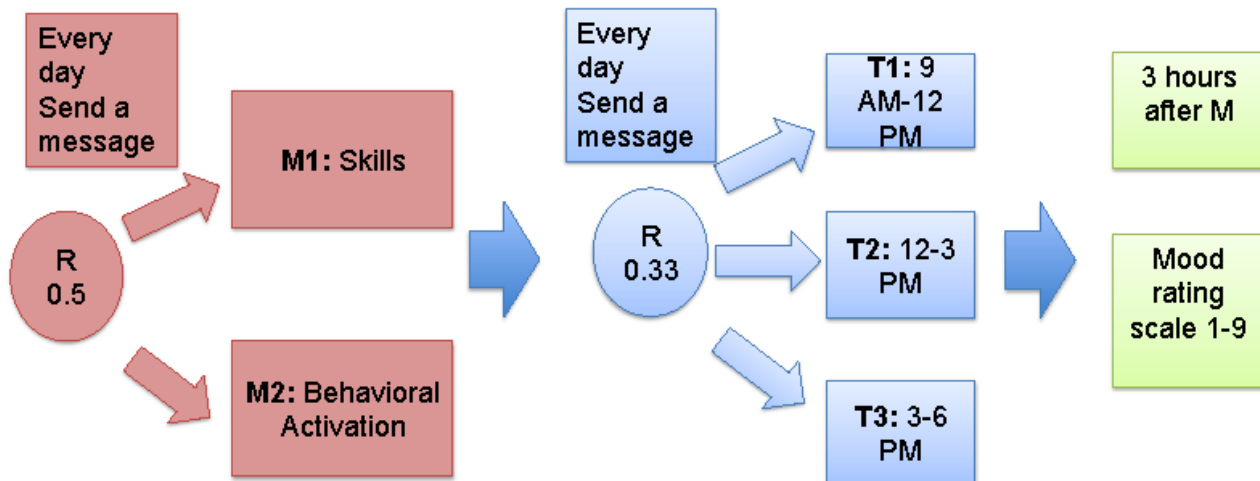 Every
day
Send a
message
R
0.5
M1: Skills
M2: Behavioral
Activation
Every
day
Send a
message
R
0.33
T1: 9
AM-12
PM
T2: 12-3
PM
T3: 3-6
PM
3 hours
after M
Mood
rating
scale 1-9